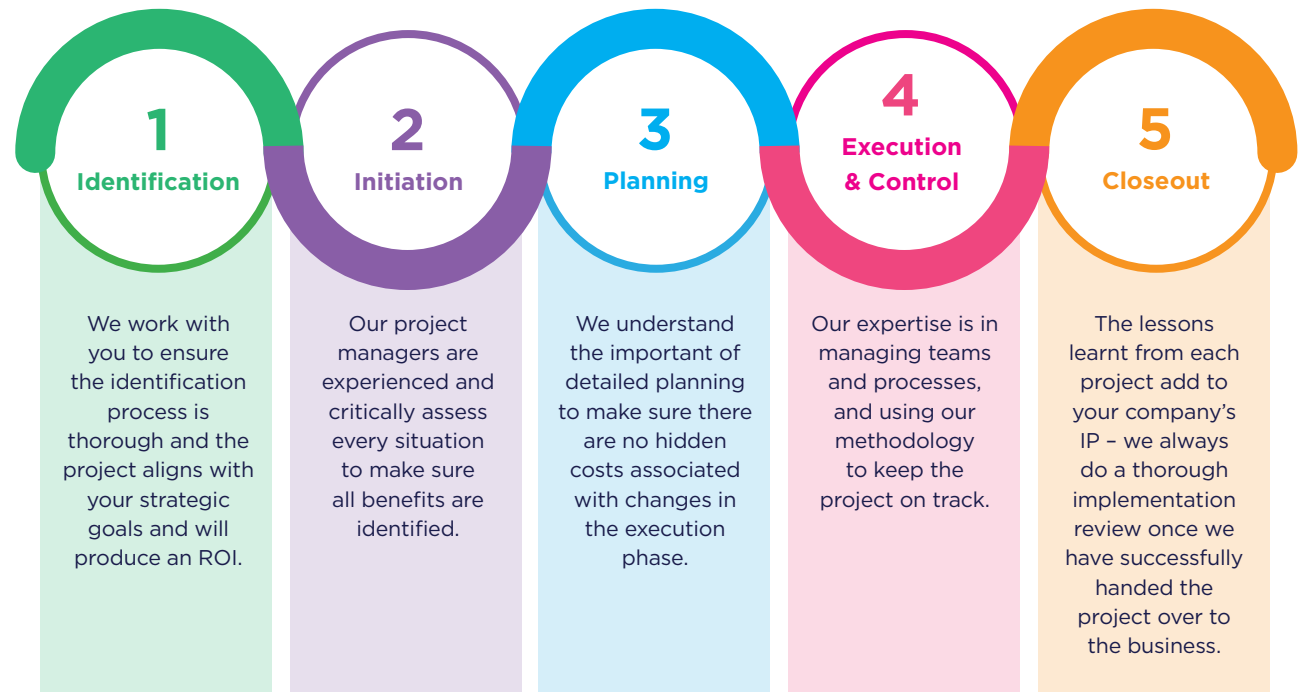 1
Identification
We work with
you to ensure
the identification
process is
thorough and the
project aligns with
your strategic
goals and will
produce an ROI.
2
Initiation
Our project
managers are
experienced and
critically assess
every situation
to make sure
all benefits are
identified.
3
Planning
We understand
the important of
detailed planning
to make sure there
are no hidden
costs associated
with changes in
the execution
phase.
4
Execution
& Control
Our expertise is in
managing teams
and processes,
and using our
methodology
to keep the
project on track.
5
Closeout
The lessons
learnt from each
project add to
your company’s
IP – we always
do a thorough
implementation
review once we
have successfully
handed the
project over to
the business.